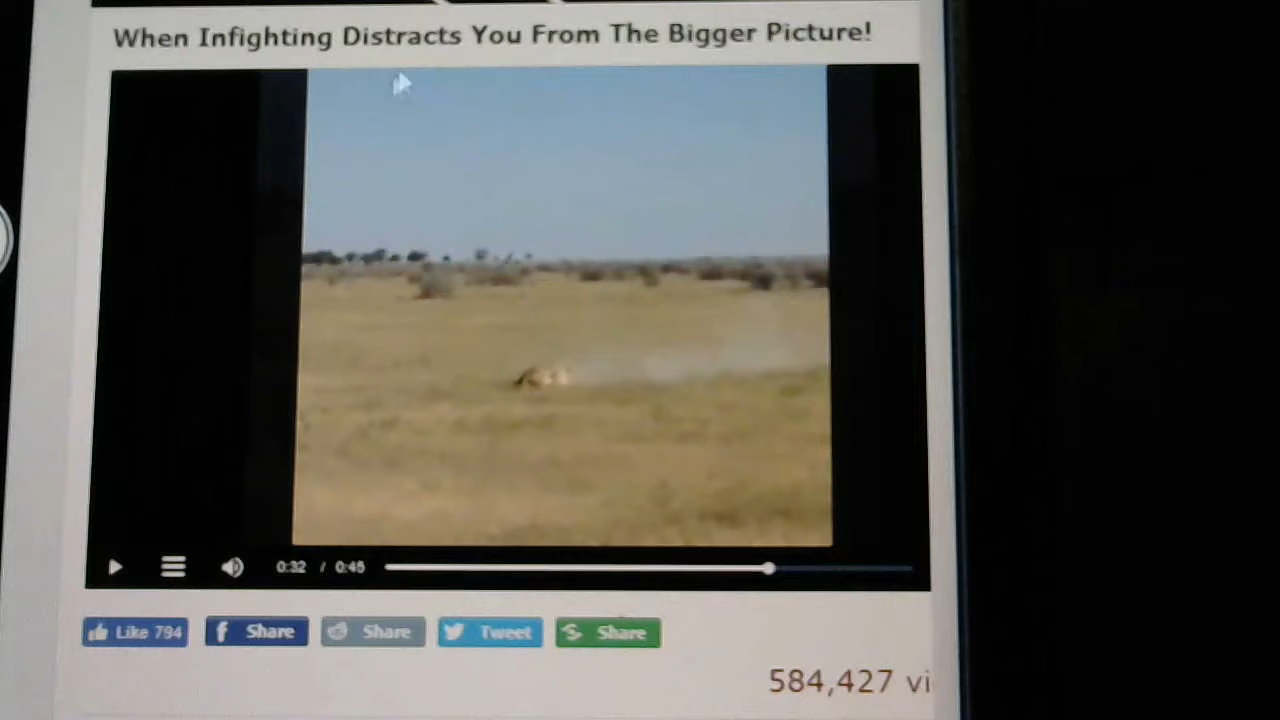 When Infighting Distracts You From The Bigger Picture!
0:32 / 0:45
Like 794 Share Share Tweet Share
584,427 vi